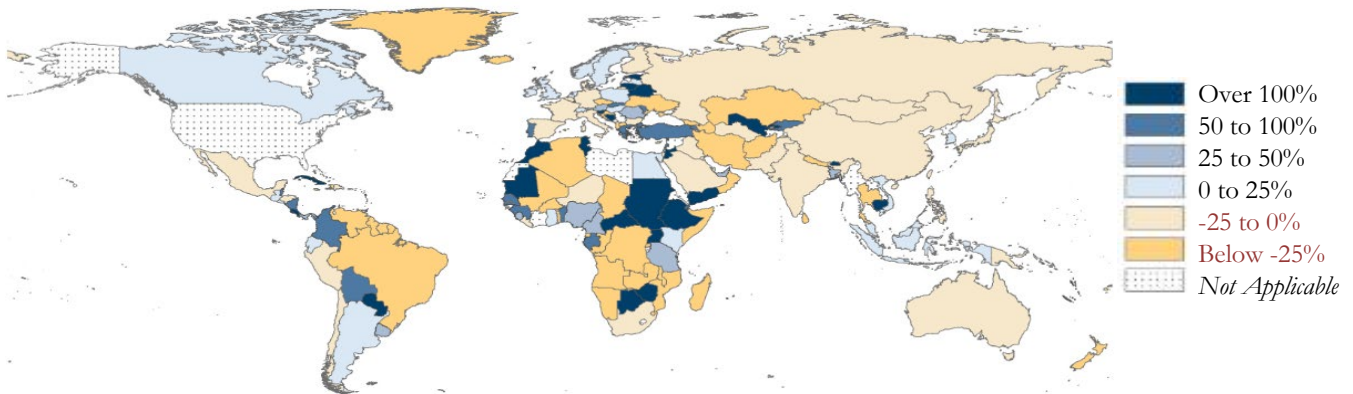 Over 100%
50 to 100%
25 to 50%
0 to 25%
-25 to 0%
Below -25%
Not Applicable